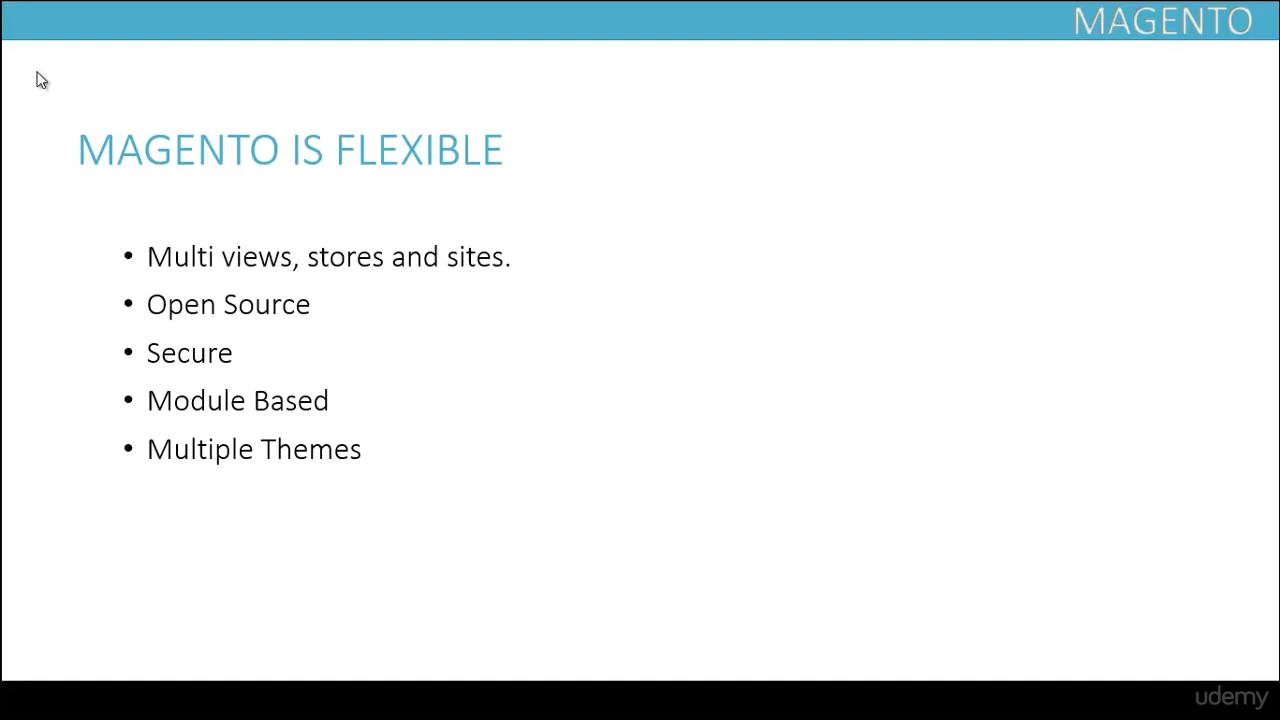 MAGENTO
MAGENTO IS FLEXIBLE
• Multi views, stores and sites.
• Open Source
• Secure
• Module Based
• Multiple Themes
udemy